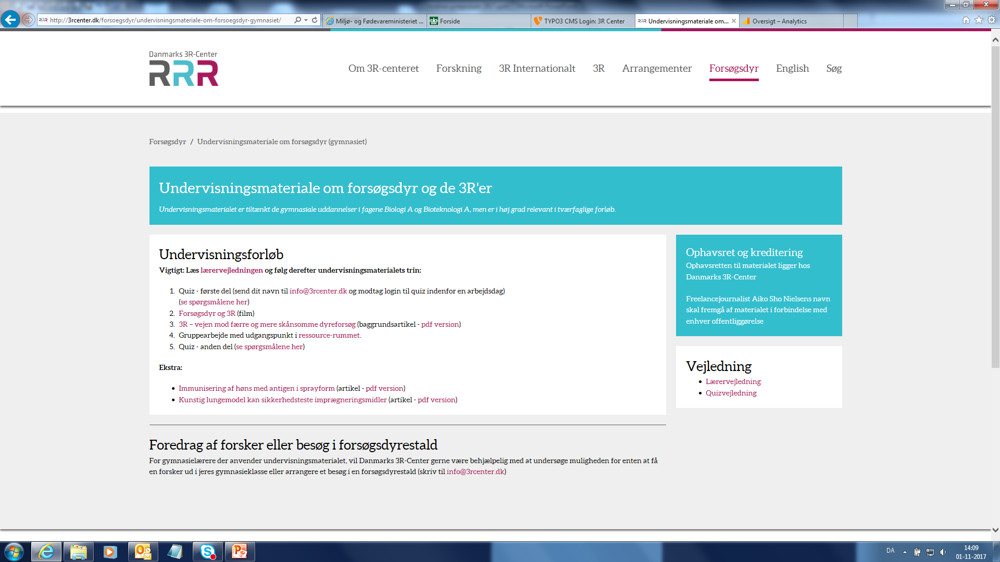 RRR http://3rcenter.dk/forsoegsdyr/undervisningsmateriale-om-forsoegsdyr-gymnasiet/
Miljø- og Fødevareministeriet ...
Forside
TYPO3 CMS Login: 3R Center
RRR Undervisningsmateriale om...
Oversigt – Analytics
Danmarks 3R-Center
RRR
Om 3R-centeret Forskning 3R Internationalt 3R Arrangementer Forsøgsdyr English Søg
Forsøgsdyr / Undervisningsmateriale om forsøgsdyr (gymnasiet)
Undervisningsmateriale om forsøgsdyr og de 3R'er
Undervisningsmaterialet er tiltænkt de gymnasiale uddannelser i fagene Biologi A og Bioteknologi A, men er i høj grad relevant i tværfaglige forløb.
Undervisningsforløb
Vigtigt: Læs lærervejledningen og følg derefter undervisningsmaterialets trin:
1. Quiz - første del (send dit navn til info@3rcenter.dk og modtag login til quiz indenfor en arbejdsdag)
(se spørgsmålene her)
2. Forsøgsdyr og 3R (film)
3. 3R – vejen mod færre og mere skånsomme dyreforsøg (baggrundsartikel - pdf version)
4. Gruppearbejde med udgangspunkt i ressource-rummet.
5. Quiz - anden del (se spørgsmålene her)
Ekstra:
• Immunisering af høns med antigen i sprayform (artikel - pdf version)
• Kunstig lungemodel kan sikkerhedsteste imprægneringsmidler (artikel - pdf version)
Ophavsret og kreditering
Ophavsretten til materialet ligger hos
Danmarks 3R-Center
Freelancejournalist Aiko Sho Nielsens navn
skal fremgå af materialet i forbindelse med
enhver offentliggørelse
Vejledning
• Lærervejledning
• Quizvejledning
Foredrag af forsker eller besøg i forsøgsdyrestald
For gymnasielærere der anvender undervisningsmaterialet, vil Danmarks 3R-Center gerne være behjælpelig med at undersøge muligheden for enten at få
en forsker ud i jeres gymnasieklasse eller arrangere et besøg i en forsøgsdyrestald (skriv til info@3rcenter.dk)
DA
14:09
01-11-2017